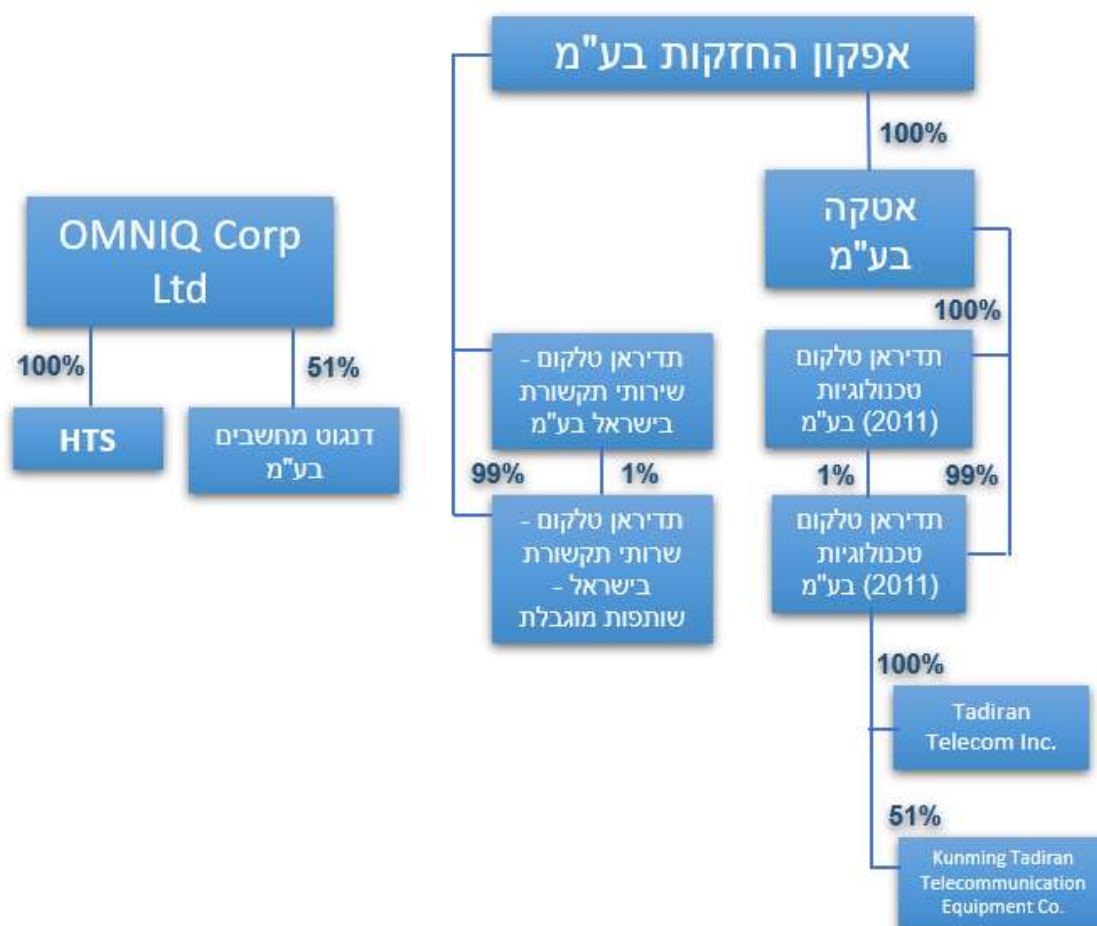 אפקון החזקות בע"מ
100%
אטקה
בע"מ
OMNIQ Corp
Ltd
100%
51%
HTS
דנגוט מחשבים
בע"מ
100%
תדיראן טלקום -
שירותי תקשורת
בישראל בע"מ
תדיראן טלקום
טכנולוגיות
(2011) בע"מ
99%
1%
1%
99%
תדיראן טלקום -
שרותי תקשורת
בישראל -
שותפות מוגבלת
תדיראן טלקום
טכנולוגיות
(2011) בע"מ
100%
Tadiran
Telecom Inc.
51%
Kunming Tadiran
Telecommunication
Equipment Co.